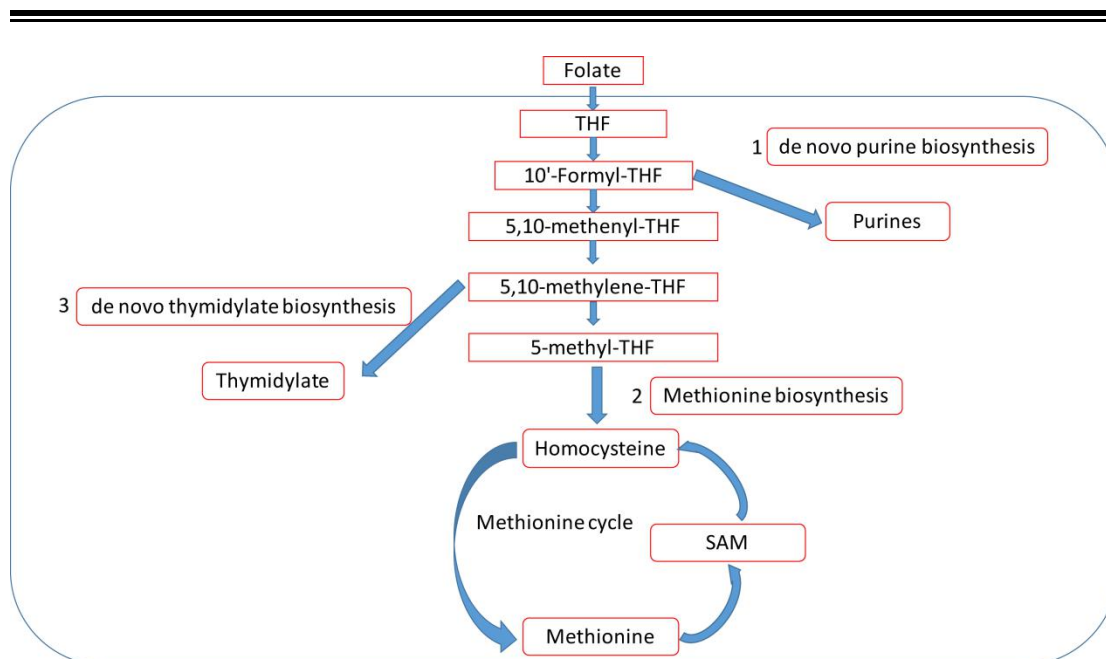 Folate
THF
1 de novo purine biosynthesis
10'-Formyl-THF
5,10-methenyl-THF
Purines
5,10-methylene-THF
3 de novo thymidylate biosynthesis
5-methyl-THF
Thymidylate
2 Methionine biosynthesis
Homocysteine
Methionine cycle
SAM
Methionine